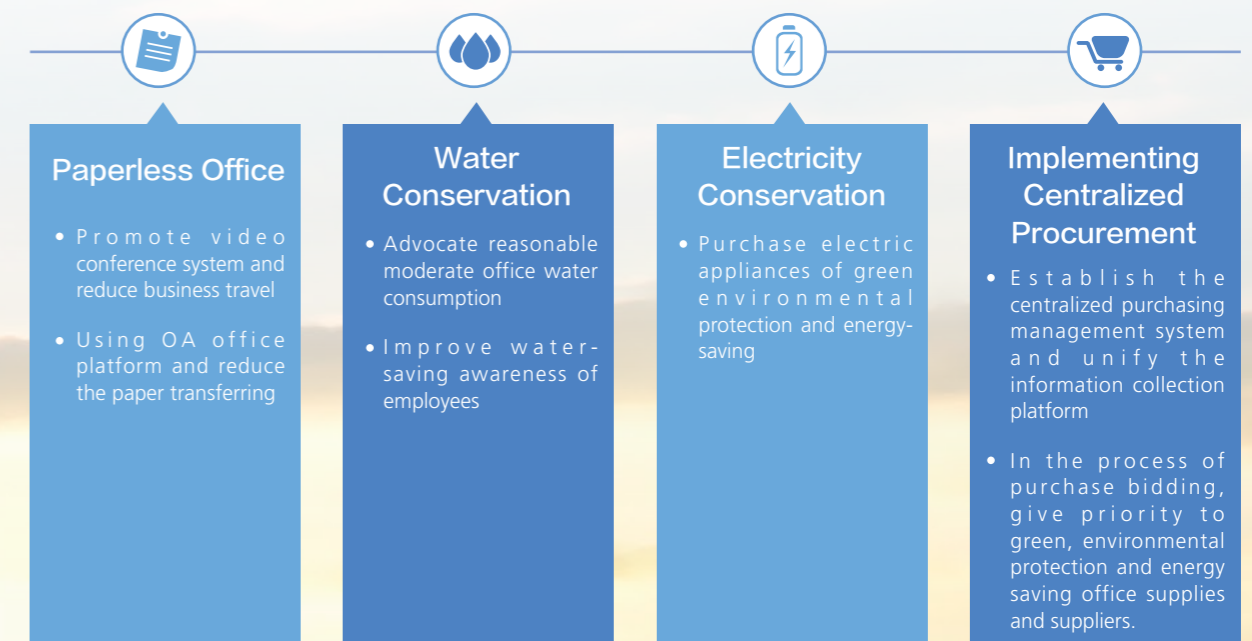 Paperless Office
• Promote video
conference system and
reduce business travel
• Using OA office
platform and reduce
the paper transferring
Water
Conservation
• Advocate reasonable
moderate office water
consumption
• Improve water-
saving awareness of
employees
Electricity
Conservation
• Purchase electric
appliances of green
environmental
protection and energy-
saving
Implementing
Centralized
Procurement
• Establish the
centralized purchasing
management system
and unify the
information collection
platform
• In the process of
purchase bidding,
give priority to
green, environmental
protection and energy
saving office supplies
and suppliers.